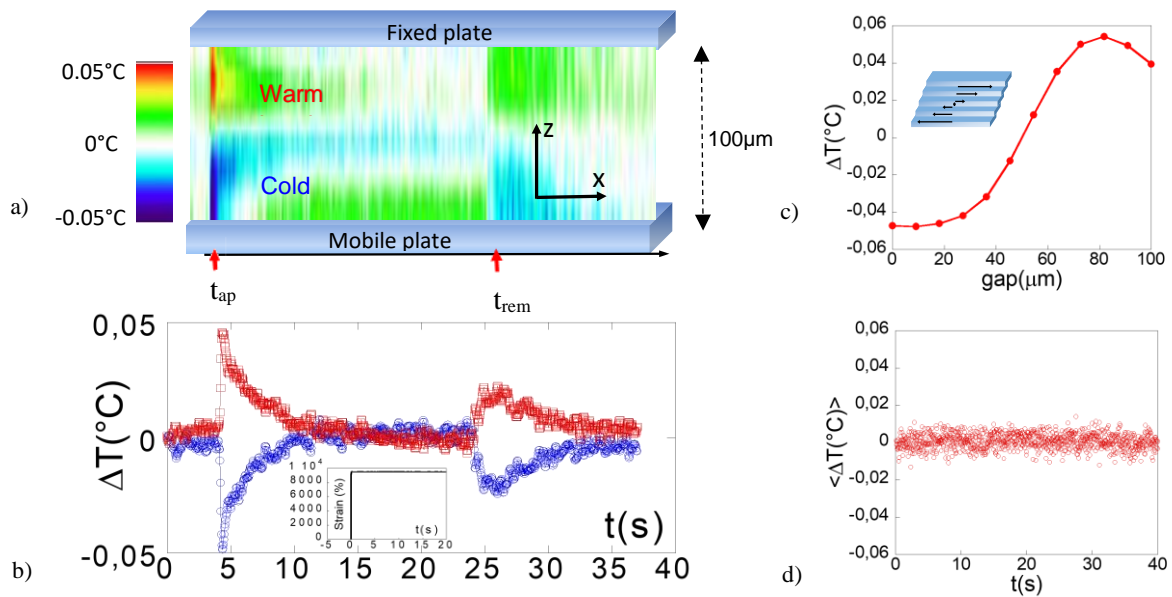 a)
Fixed plate
0.05°C
0°C
-0.05°C
Warm
Cold
z
x
100µm
Mobile plate
t_ap
t_rem
b)
0,05
0
-0,05
ΔT(°C)
0 5 10 15 20 25 30 35 40
t(s)
1 10⁴
8000
6000
4000
2000
0
Strain (%)
t(s)
-5 0 5 10 15 20
c)
0,06
0,04
0,02
0
-0,02
-0,04
-0,06
ΔT(°C)
0 20 40 60 80 100
gap(µm)
d)
0,06
0,04
0,02
0
-0,02
-0,04
-0,06
<ΔT(°C)>
0 10 20 30 40
t(s)